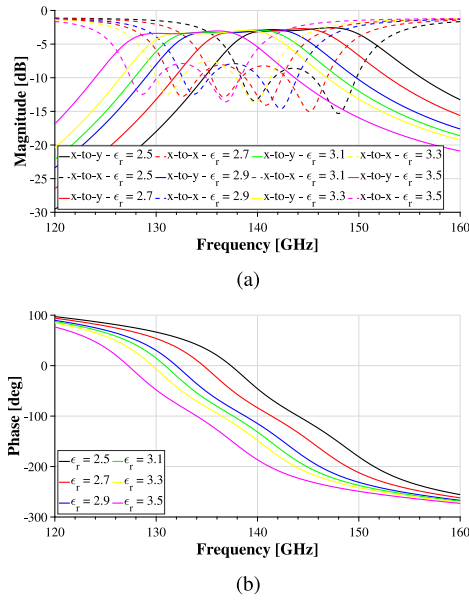 0
-5
-10
-15
-20
-25
-30
Magnitude [dB]
x-to-y - ϵr = 2.5 x-to-x - ϵr = 2.7 x-to-y - ϵr = 3.1 x-to-x - ϵr = 3.3
x-to-x - ϵr = 2.5 x-to-y - ϵr = 2.9 x-to-x - ϵr = 3.1 x-to-y - ϵr = 3.5
x-to-y - ϵr = 2.7 x-to-x - ϵr = 2.9 x-to-y - ϵr = 3.3 x-to-x - ϵr = 3.5
120 130 140 150 160
Frequency [GHz]
(a)
100
0
-100
-200
-300
Phase [deg]
ϵr = 2.5 ϵr = 3.1
ϵr = 2.7 ϵr = 3.3
ϵr = 2.9 ϵr = 3.5
120 130 140 150 160
Frequency [GHz]
(b)